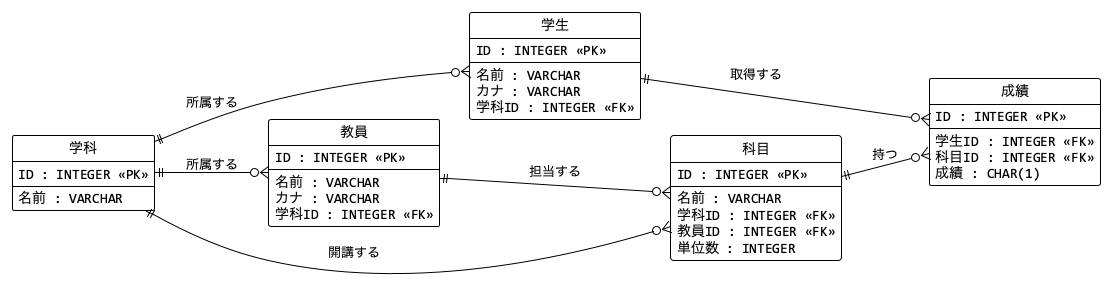 学生
ID : INTEGER «PK»
名前 : VARCHAR
カナ : VARCHAR
学科ID : INTEGER «FK»
取得する
所属する
成績
ID : INTEGER «PK»
学生ID : INTEGER «FK»
科目ID : INTEGER «FK»
成績 : CHAR(1)
学科
ID : INTEGER «PK»
名前 : VARCHAR
所属する
教員
ID : INTEGER «PK»
名前 : VARCHAR
カナ : VARCHAR
学科ID : INTEGER «FK»
担当する
科目
ID : INTEGER «PK»
名前 : VARCHAR
学科ID : INTEGER «FK»
教員ID : INTEGER «FK»
単位数 : INTEGER
持つ
開講する